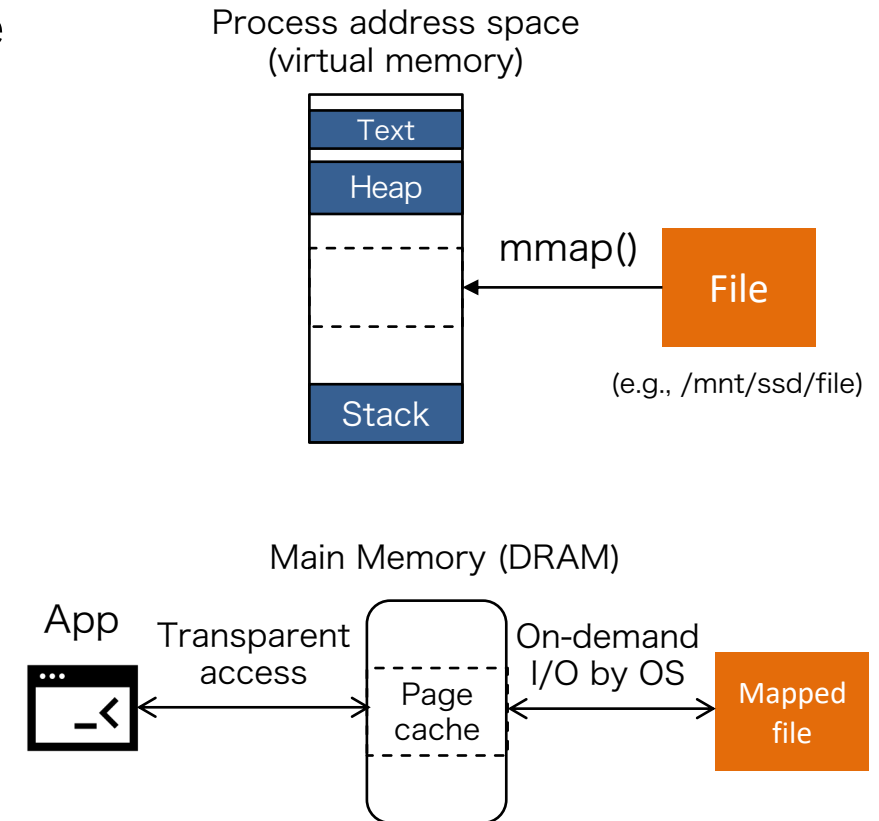 e
Process address space
(virtual memory)
Text
Heap
mmap()
File
(e.g., /mnt/ssd/file)
Stack
Main Memory (DRAM)
App
Transparent
access
On-demand
I/O by OS
Page
cache
Mapped
file